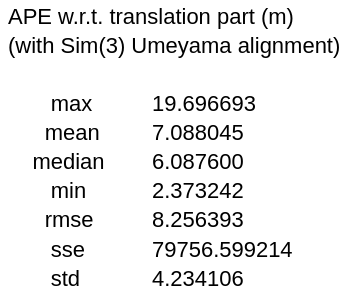 APE w.r.t. translation part (m)
(with Sim(3) Umeyama alignment)
max 19.696693
mean 7.088045
median 6.087600
min 2.373242
rmse 8.256393
sse 79756.599214
std 4.234106